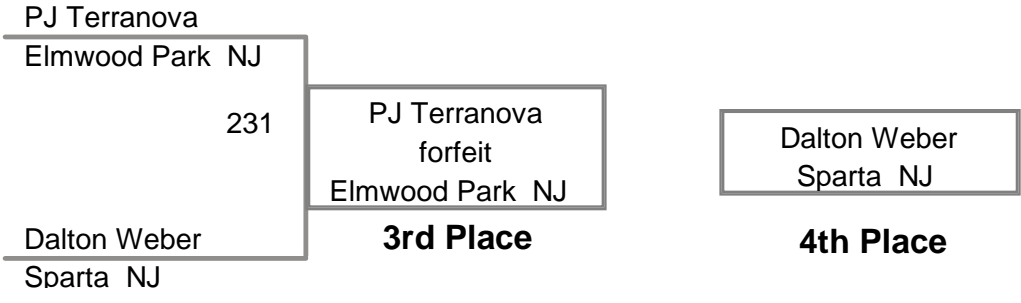 PJ Terranova
Elmwood Park NJ
231
Dalton Weber
Sparta NJ
PJ Terranova
forfeit
Elmwood Park NJ
3rd Place
Dalton Weber
Sparta NJ
4th Place